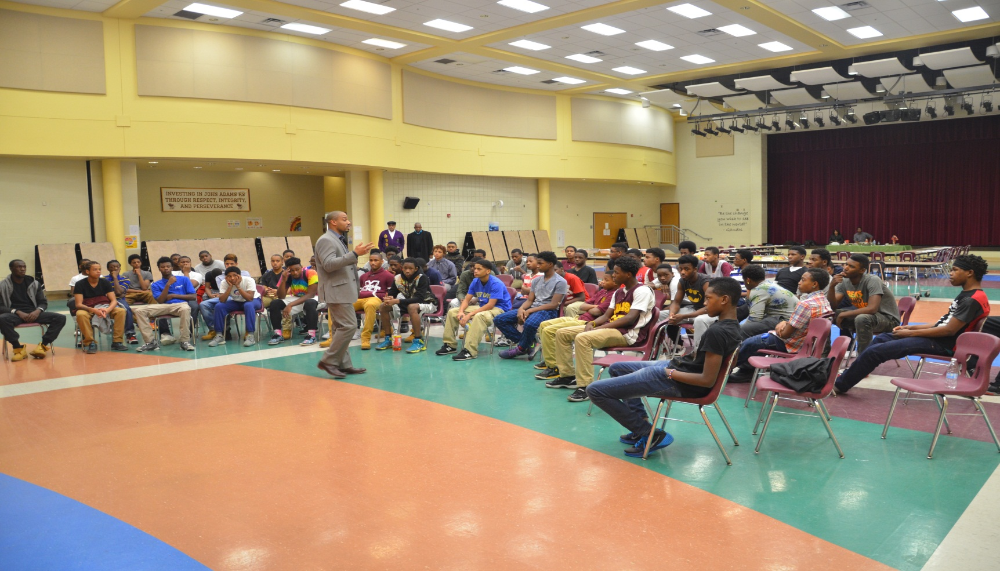 INVESTING IN JOHN ADAMS HS
THROUGH RESPECT, INTEGRITY,
AND PERSEVERANCE
"Be the change
you wish to see
in the world!"
- Gandhi